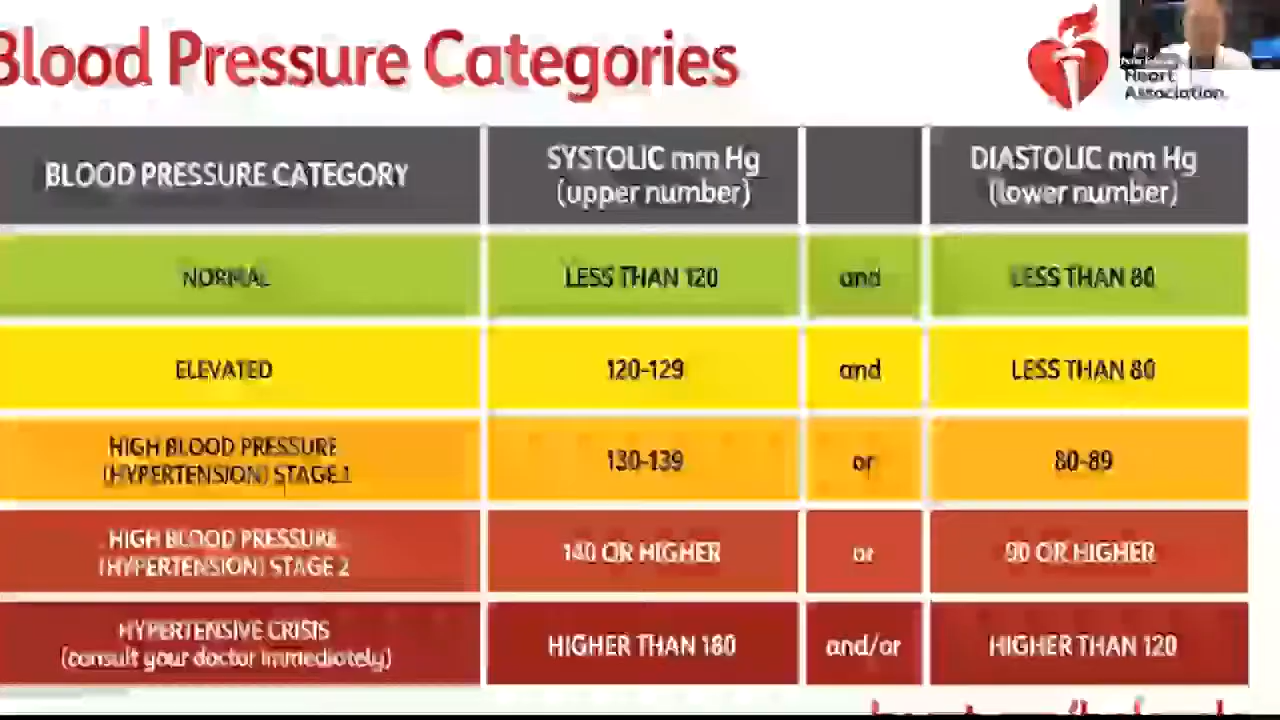 Blood Pressure Categories
Heart
Association.
BLOOD PRESSURE CATEGORY
SYSTOLIC mm Hg
(upper number)
DIASTOLIC mm Hg
(lower number)
NORMAL
LESS THAN 120
and
LESS THAN 80
ELEVATED
120-129
and
LESS THAN 80
HIGH BLOOD PRESSURE
(HYPERTENSION) STAGE 1
130-139
or
80-89
HIGH BLOOD PRESSURE
(HYPERTENSION) STAGE 2
140 OR HIGHER
or
90 OR HIGHER
HYPERTENSIVE CRISIS
(consult your doctor immediately)
HIGHER THAN 180
and/or
HIGHER THAN 120